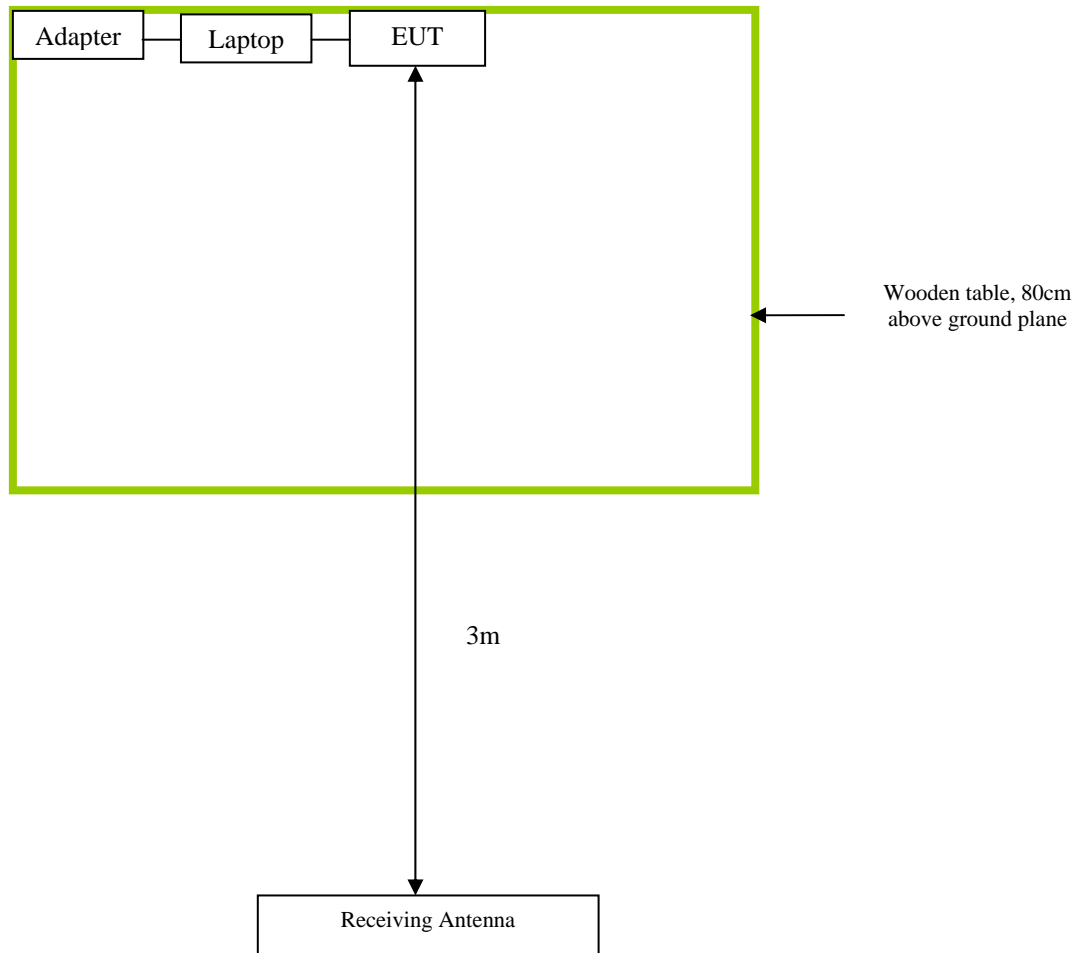 Adapter
Laptop
EUT
Wooden table, 80cm
above ground plane
3m
Receiving Antenna